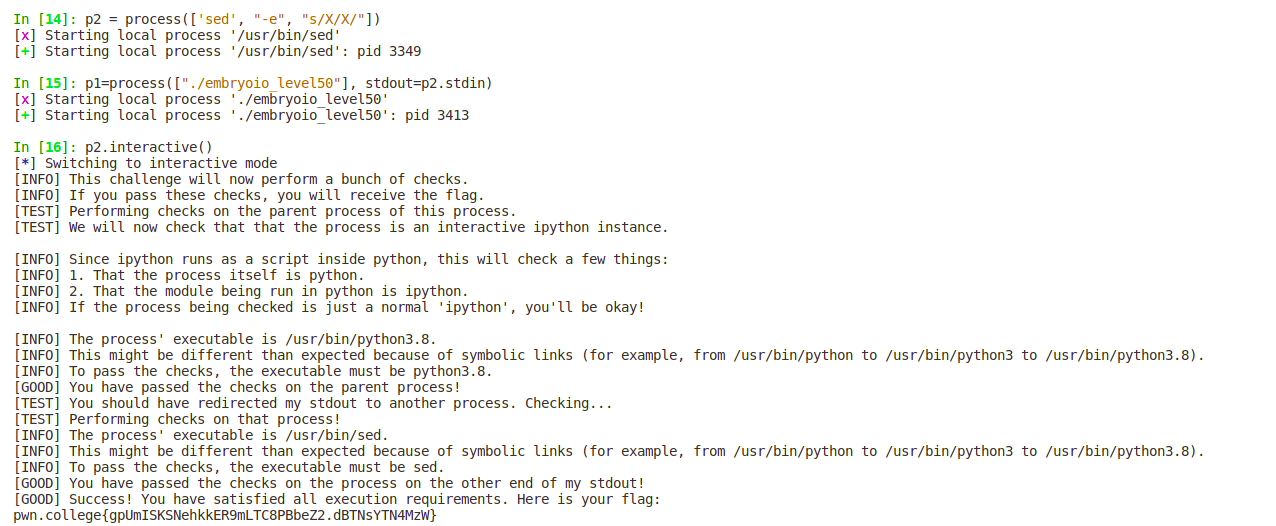 In [14]: p2 = process(['sed', "-e", "s/X/X/"])
[x] Starting local process '/usr/bin/sed'
[+] Starting local process '/usr/bin/sed': pid 3349
In [15]: p1=process(["./embryoio_level50"], stdout=p2.stdin)
[x] Starting local process './embryoio_level50'
[+] Starting local process './embryoio_level50': pid 3413
In [16]: p2.interactive()
[*] Switching to interactive mode
[INFO] This challenge will now perform a bunch of checks.
[INFO] If you pass these checks, you will receive the flag.
[TEST] Performing checks on the parent process of this process.
[TEST] We will now check that that the process is an interactive ipython instance.
[INFO] Since ipython runs as a script inside python, this will check a few things:
[INFO] 1. That the process itself is python.
[INFO] 2. That the module being run in python is ipython.
[INFO] If the process being checked is just a normal 'ipython', you'll be okay!
[INFO] The process' executable is /usr/bin/python3.8.
[INFO] This might be different than expected because of symbolic links (for example, from /usr/bin/python to /usr/bin/python3 to /usr/bin/python3.8).
[INFO] To pass the checks, the executable must be python3.8.
[GOOD] You have passed the checks on the parent process!
[TEST] You should have redirected my stdout to another process. Checking...
[TEST] Performing checks on that process!
[INFO] The process' executable is /usr/bin/sed.
[INFO] This might be different than expected because of symbolic links (for example, from /usr/bin/python to /usr/bin/python3 to /usr/bin/python3.8).
[INFO] To pass the checks, the executable must be sed.
[GOOD] You have passed the checks on the process on the other end of my stdout!
[GOOD] Success! You have satisfied all execution requirements. Here is your flag:
pwn.college{gpUmISKSNehkkER9mLTC8PBbeZ2.dBTNsYTN4MzW}